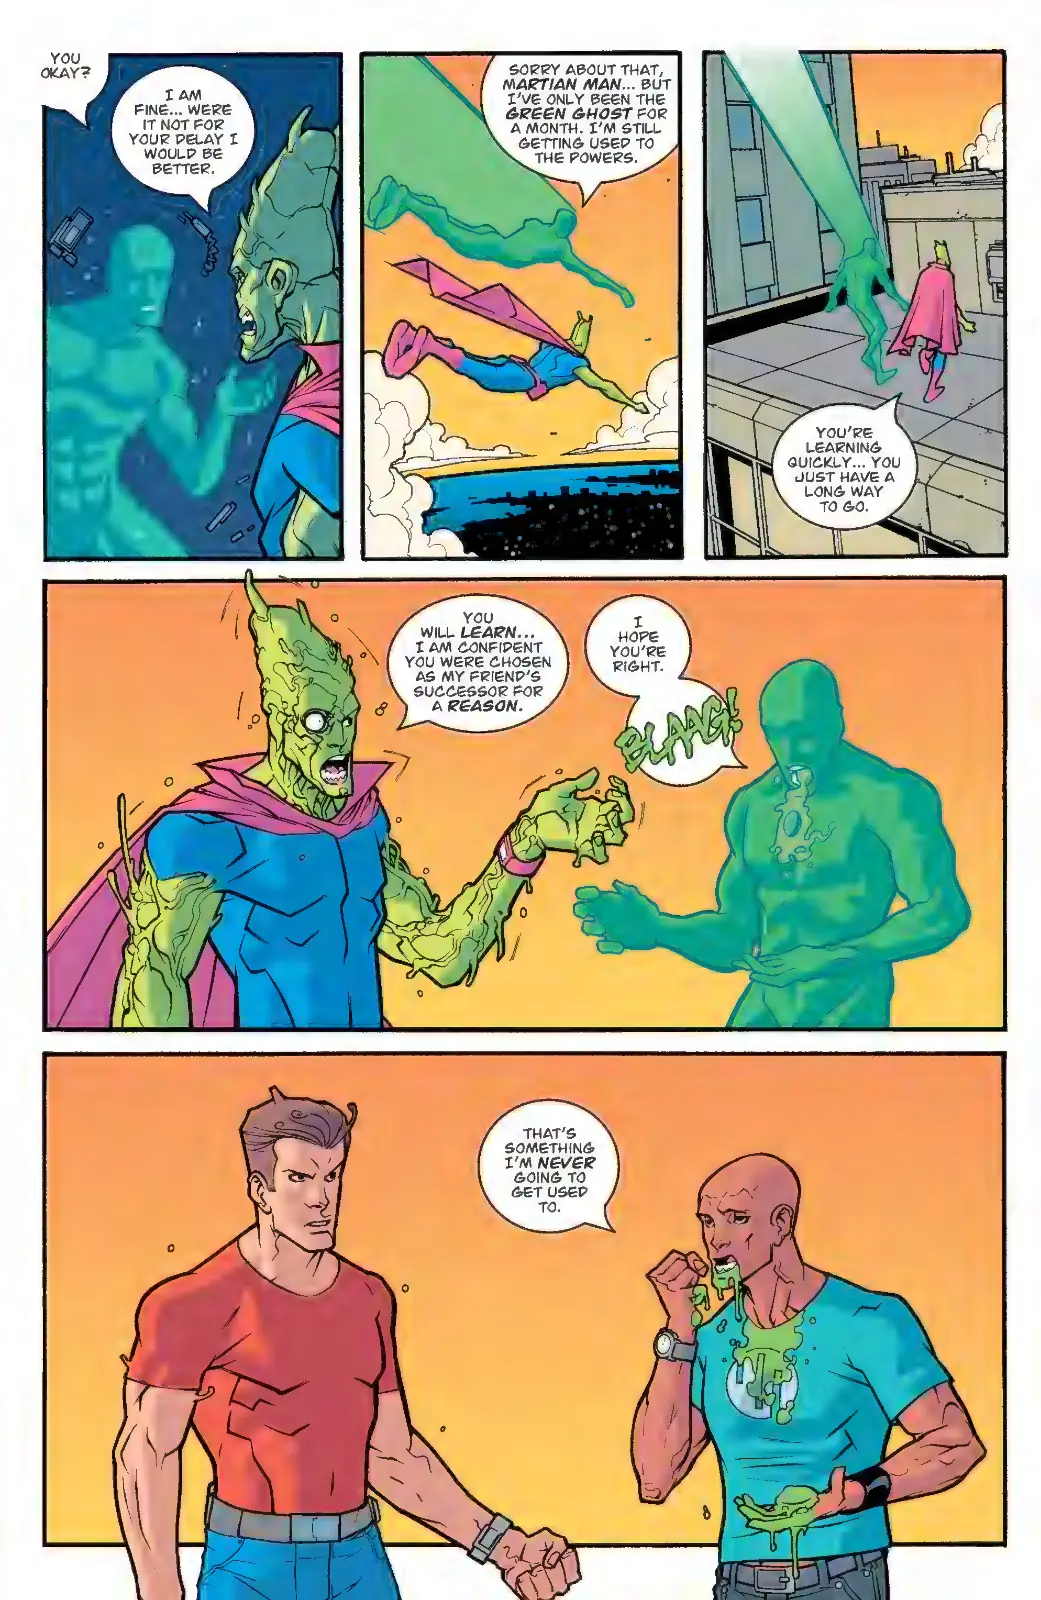 YOU
OKAY?
I AM
FINE... WERE
IT NOT FOR
YOUR DELAY I
WOULD BE
BETTER.
SORRY ABOUT THAT,
MARTIAN MAN... BUT
I'VE ONLY BEEN THE
GREEN GHOST FOR
A MONTH. I'M STILL
GETTING USED TO
THE POWERS.
YOU'RE
LEARNING
QUICKLY... YOU
JUST HAVE A
LONG WAY
TO GO.
YOU
WILL LEARN...
I AM CONFIDENT
YOU WERE CHOSEN
AS MY FRIEND'S
SUCCESSOR FOR
A REASON.
I
HOPE
YOU'RE
RIGHT.
BLAAG!
THAT'S
SOMETHING
I'M NEVER
GOING TO
GET USED
TO.